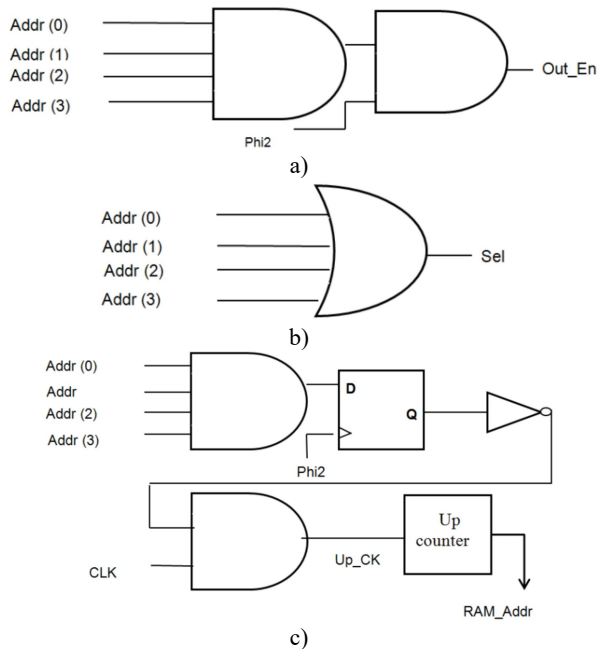 Addr (0)
Addr (1)
Addr (2)
Addr (3)
Out_En
Phi2
a)
Addr (0)
Addr (1)
Addr (2)
Addr (3)
Sel
b)
Addr (0)
Addr
Addr (2)
Addr (3)
D
Q
Phi2
CLK
Up_CK
Up
counter
RAM_Addr
c)